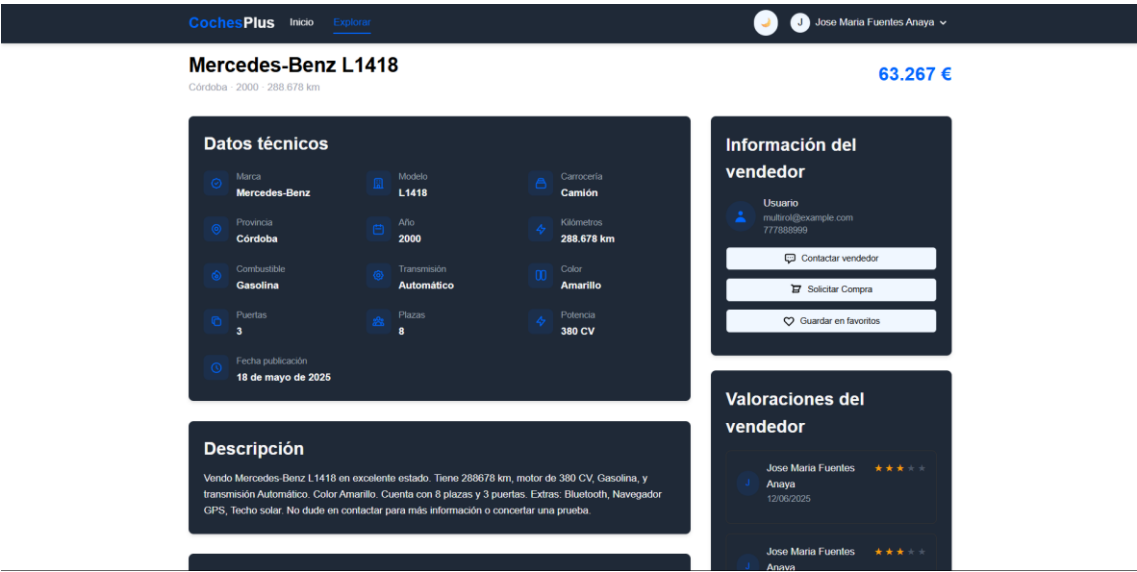 CochesPlus Inicio Explorar
J Jose Maria Fuentes Anaya
Mercedes-Benz L1418
63.267 €
Córdoba · 2000 · 288.678 km
Datos técnicos
Marca
Mercedes-Benz
Modelo
L1418
Carrocería
Camión
Provincia
Córdoba
Año
2000
Kilómetros
288.678 km
Combustible
Gasolina
Transmisión
Automático
Color
Amarillo
Puertas
3
Plazas
8
Potencia
380 CV
Fecha publicación
18 de mayo de 2025
Descripción
Vendo Mercedes-Benz L1418 en excelente estado. Tiene 288678 km, motor de 380 CV, Gasolina, y
transmisión Automático. Color Amarillo. Cuenta con 8 plazas y 3 puertas. Extras: Bluetooth, Navegador
GPS, Techo solar. No dude en contactar para más información o concertar una prueba.
Información del
vendedor
Usuario
multirol@example.com
777888999
Contactar vendedor
Solicitar Compra
Guardar en favoritos
Valoraciones del
vendedor
J
Jose Maria Fuentes
Anaya
12/06/2025
J
Jose Maria Fuentes
Anaya